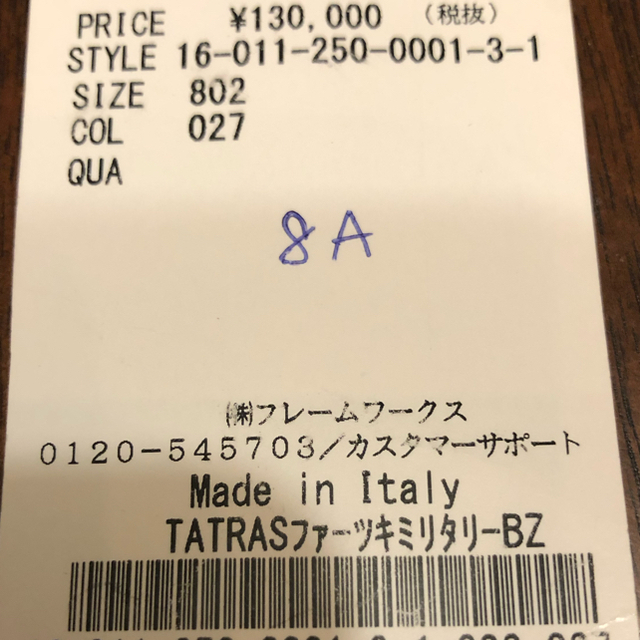 PRICE ¥130,000 (税抜)
STYLE 16-011-250-0001-3-1
SIZE 802
COL 027
QUA
8A
㈱フレームワークス
0120-545703/カスタマーサポート
Made in Italy
TATRASファーツキミリタリーBZ